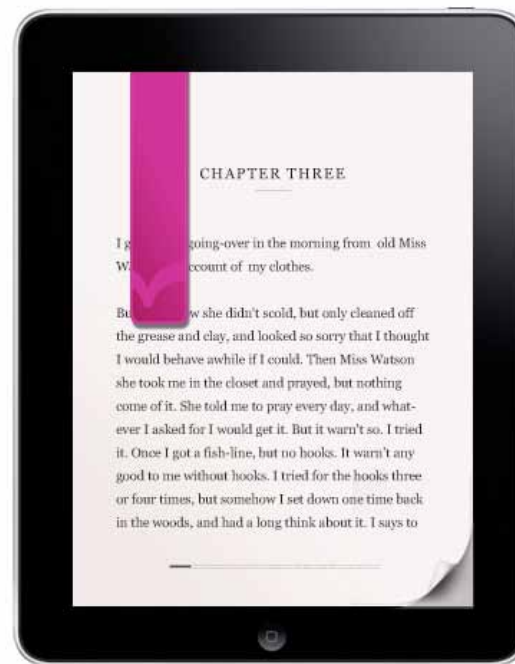 CHAPTER THREE
I g going-over in the morning from old Miss
W ccount of my clothes.
Bu w she didn't scold, but only cleaned off
the grease and clay, and looked so sorry that I thought
I would behave awhile if I could. Then Miss Watson
she took me in the closet and prayed, but nothing
come of it. She told me to pray every day, and what-
ever I asked for I would get it. But it warn't so. I tried
it. Once I got a fish-line, but no hooks. It warn't any
good to me without hooks. I tried for the hooks three
or four times, but somehow I set down one time back
in the woods, and had a long think about it. I says to